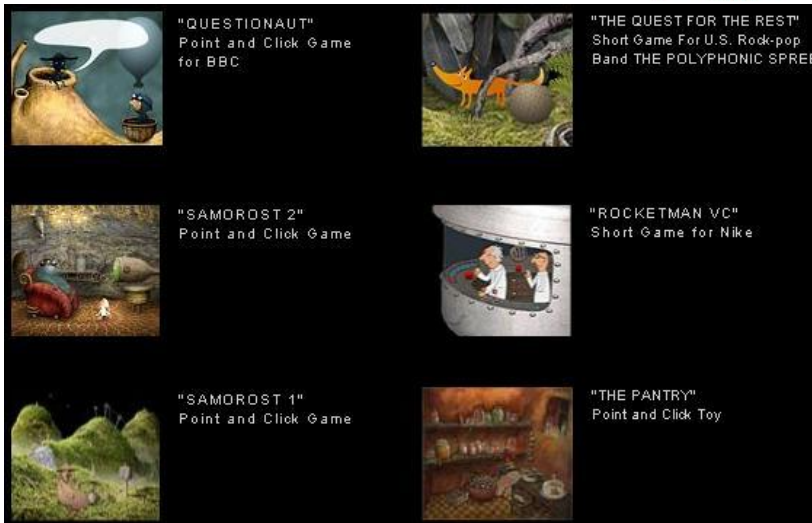 "QUESTIONAUT"
Point and Click Game
for BBC
"THE QUEST FOR THE REST"
Short Game For U.S. Rock-pop
Band THE POLYPHONIC SPREE
"SAMOROST 2"
Point and Click Game
"ROCKETMAN VC"
Short Game for Nike
"SAMOROST 1"
Point and Click Game
"THE PANTRY"
Point and Click Toy